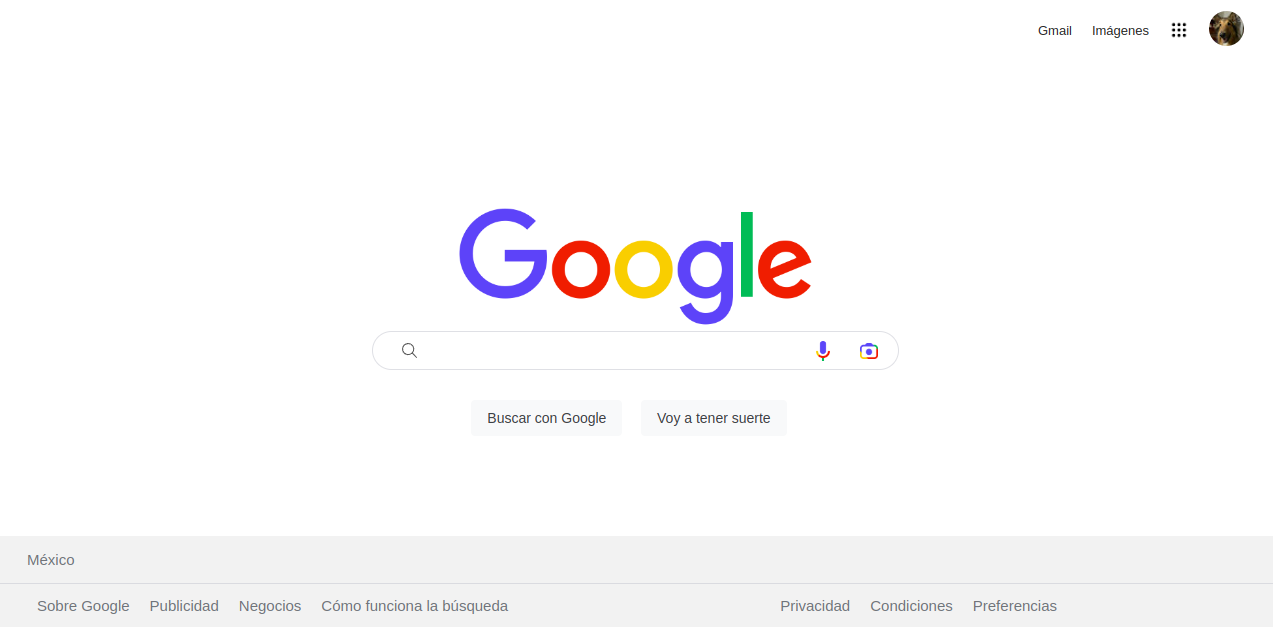 Gmail Imágenes
Google
Buscar con Google Voy a tener suerte
México
Sobre Google Publicidad Negocios Cómo funciona la búsqueda Privacidad Condiciones Preferencias